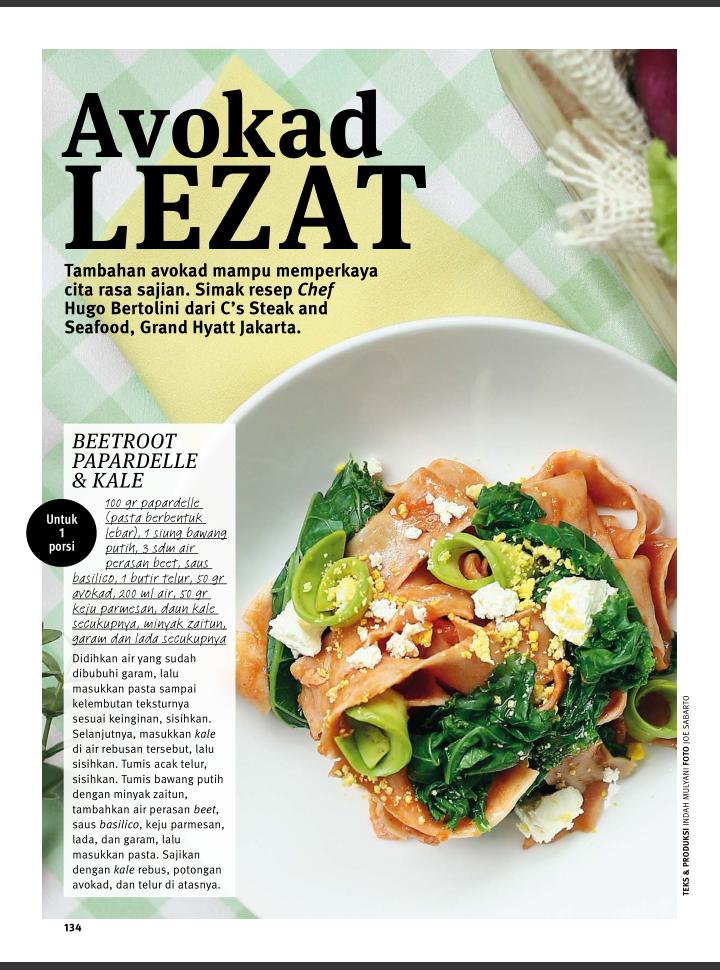 Avokad
LEZAT
Tambahan avokad mampu memperkaya
cita rasa sajian. Simak resep Chef
Hugo Bertolini dari C's Steak and
Seafood, Grand Hyatt Jakarta.
BEETROOT
PAPARDELLE
& KALE
Untuk
1
porsi
100 gr papardelle
(pasta berbentuk
lebar), 1 siung bawang
putih, 3 sdm air
perasan beet, saus
basilico, 1 butir telur, 50 gr
avokad, 200 ml air, 50 gr
keju parmesan, daun kale
secukupnya, minyak zaitun,
garam dan lada secukupnya
Didihkan air yang sudah
dibubuhi garam, lalu
masukkan pasta sampai
kelembutan teksturnya
sesuai keinginan, sisihkan.
Selanjutnya, masukkan kale
di air rebusan tersebut, lalu
sisihkan. Tumis acak telur,
sisihkan. Tumis bawang putih
dengan minyak zaitun,
tambahkan air perasan beet,
saus basilico, keju parmesan,
lada, dan garam, lalu
masukkan pasta. Sajikan
dengan kale rebus, potongan
avokad, dan telur di atasnya.
TEKS & PRODUKSI INDAH MULYANI FOTO JOE SABARTO
134